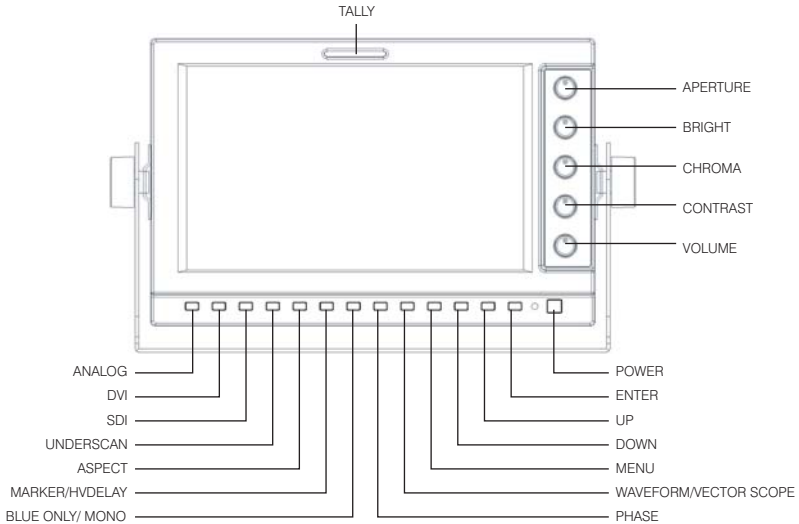 TALLY
APERTURE
BRIGHT
CHROMA
CONTRAST
VOLUME
ANALOG
DVI
SDI
UNDERSCAN
ASPECT
MARKER/HVDELAY
BLUE ONLY/ MONO
POWER
ENTER
UP
DOWN
MENU
WAVEFORM/VECTOR SCOPE
PHASE